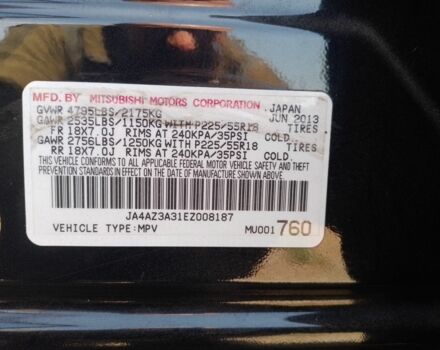 MFD. BY MITSUBISHI MOTORS CORPORATION JAPAN
GVWR 4795LBS/2175KG JUN 2013
GAWR 2535LBS/1150KG WITH P225/55R18 TIRES
FR 18X7.0J RIMS AT 240KPA/35PSI COLD.
GAWR 2756LBS/1250KG WITH P225/55R18 TIRES
RR 18X7.0J RIMS AT 240KPA/35PSI COLD.
THIS VEHICLE CONFORMS TO ALL APPLICABLE FEDERAL MOTOR VEHICLE SAFETY AND THEFT
PREVENTION STANDARDS IN EFFECT ON THE DATE OF MANUFACTURE SHOWN ABOVE.
JA4AZ3A31EZ008187
VEHICLE TYPE:MPV MU001760